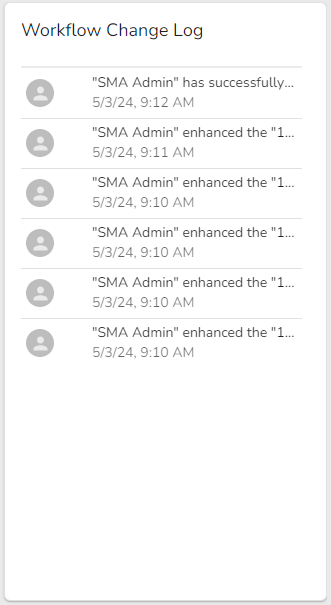 Workflow Change Log
"SMA Admin" has successfully...
5/3/24, 9:12 AM
"SMA Admin" enhanced the "1...
5/3/24, 9:11 AM
"SMA Admin" enhanced the "1...
5/3/24, 9:10 AM
"SMA Admin" enhanced the "1...
5/3/24, 9:10 AM
"SMA Admin" enhanced the "1...
5/3/24, 9:10 AM
"SMA Admin" enhanced the "1...
5/3/24, 9:10 AM